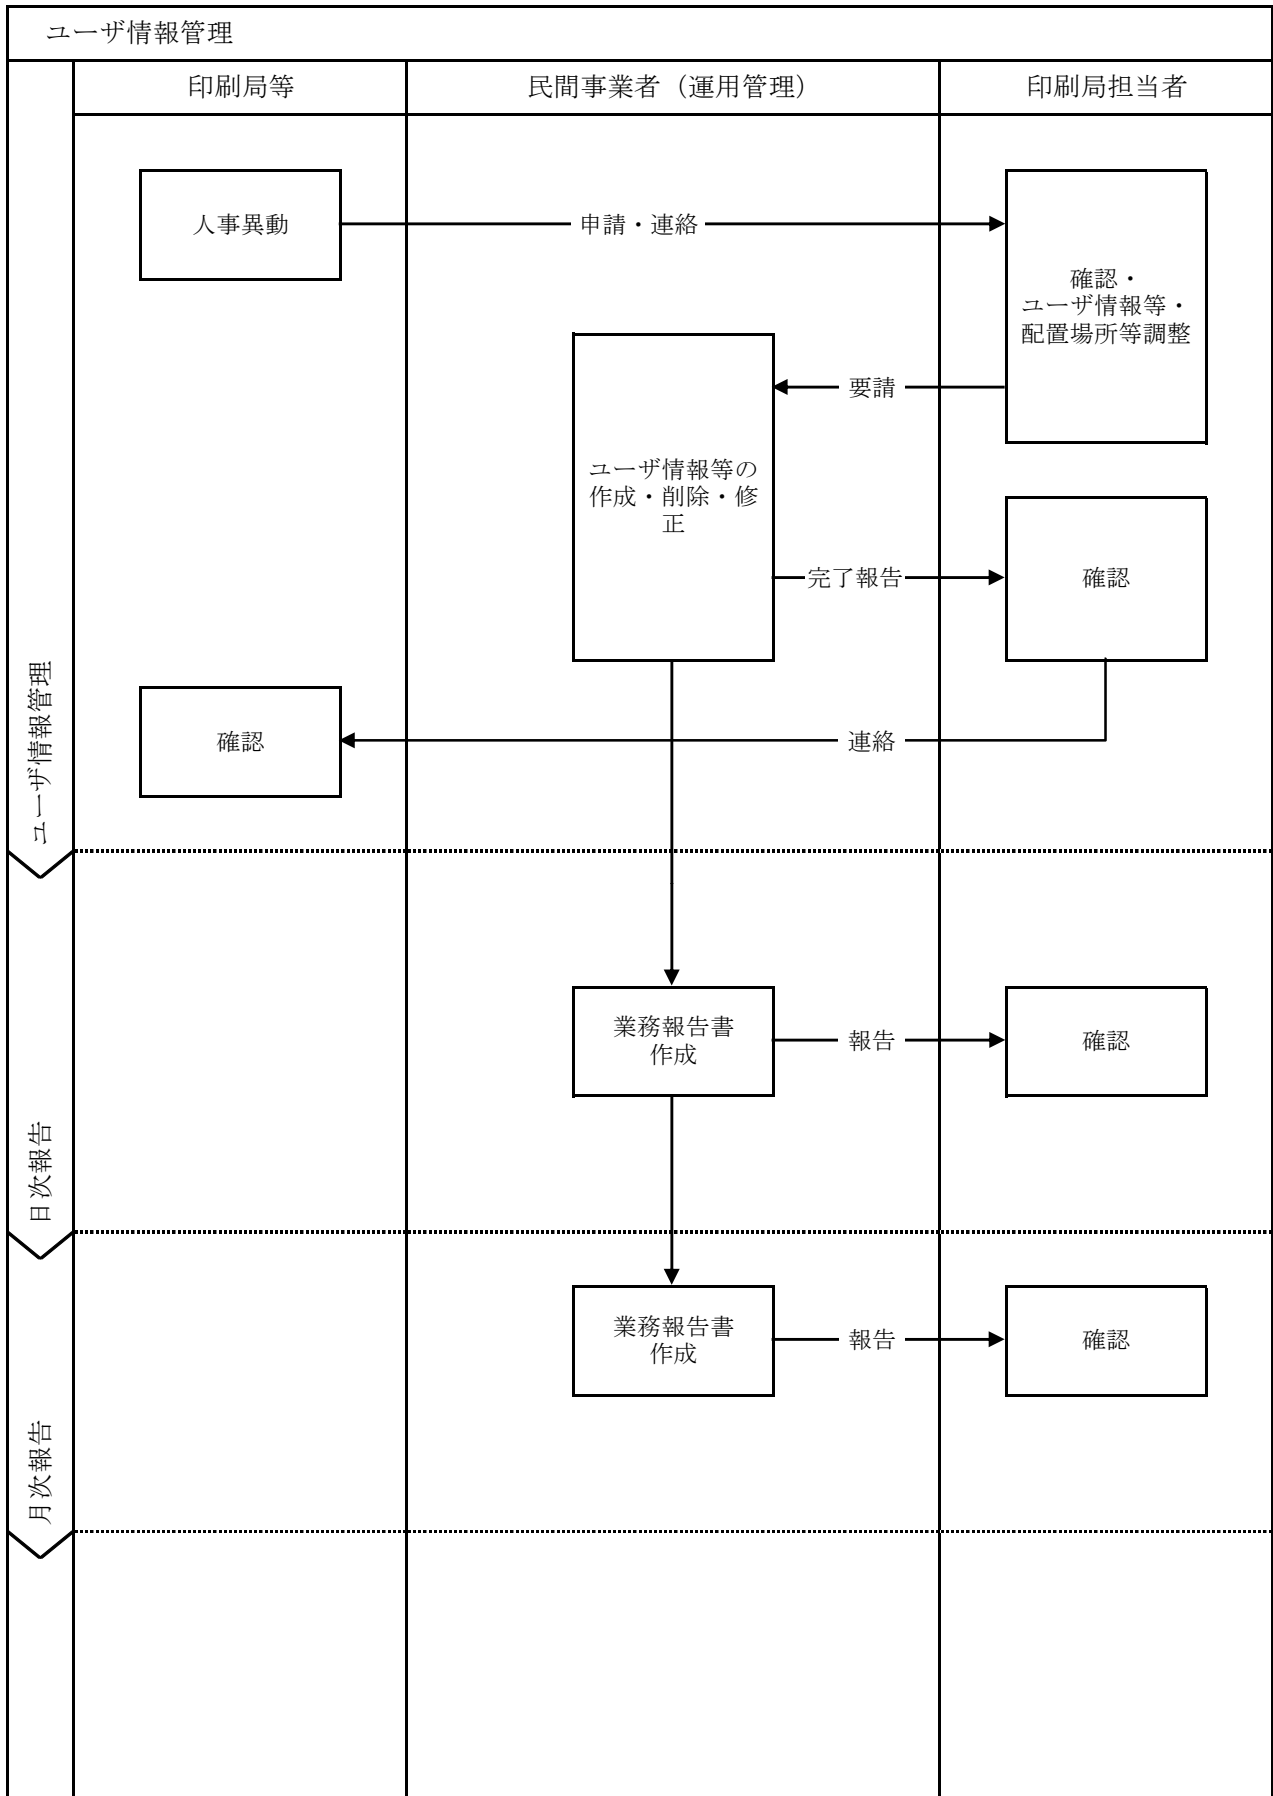 ユーザ情報管理
印刷局等
民間事業者（運用管理）
印刷局担当者
人事異動
申請・連絡
確認・
ユーザ情報等・
配置場所等調整
要請
ユーザ情報等の
作成・削除・修
正
完了報告
確認
連絡
確認
ユーザ情報管理
業務報告書
作成
報告
確認
日次報告
業務報告書
作成
報告
確認
月次報告